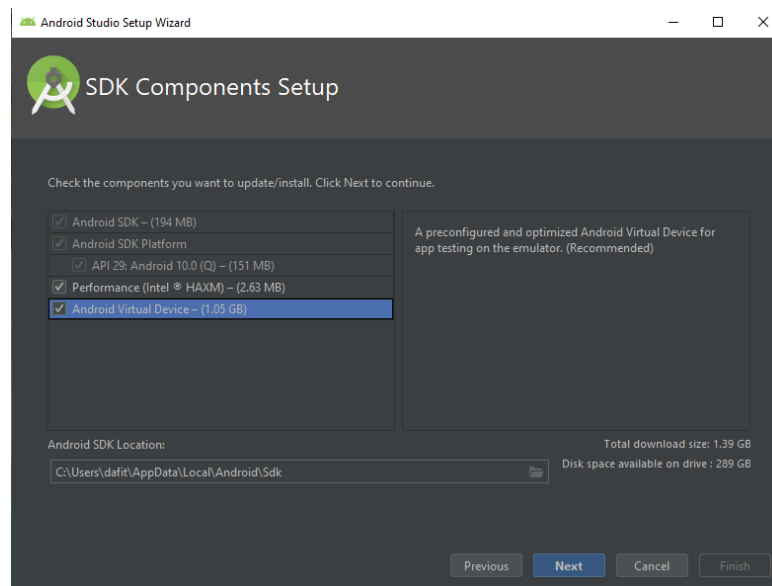 Android Studio Setup Wizard
SDK Components Setup
Check the components you want to update/install. Click Next to continue.
Android SDK – (194 MB)
Android SDK Platform
API 29: Android 10.0 (Q) – (151 MB)
Performance (Intel ® HAXM) – (2.63 MB)
Android Virtual Device – (1.05 GB)
A preconfigured and optimized Android Virtual Device for
app testing on the emulator. (Recommended)
Android SDK Location:
Total download size: 1.39 GB
C:\Users\dafit\AppData\Local\Android\Sdk
Disk space available on drive : 289 GB
Previous
Next
Cancel
Finish